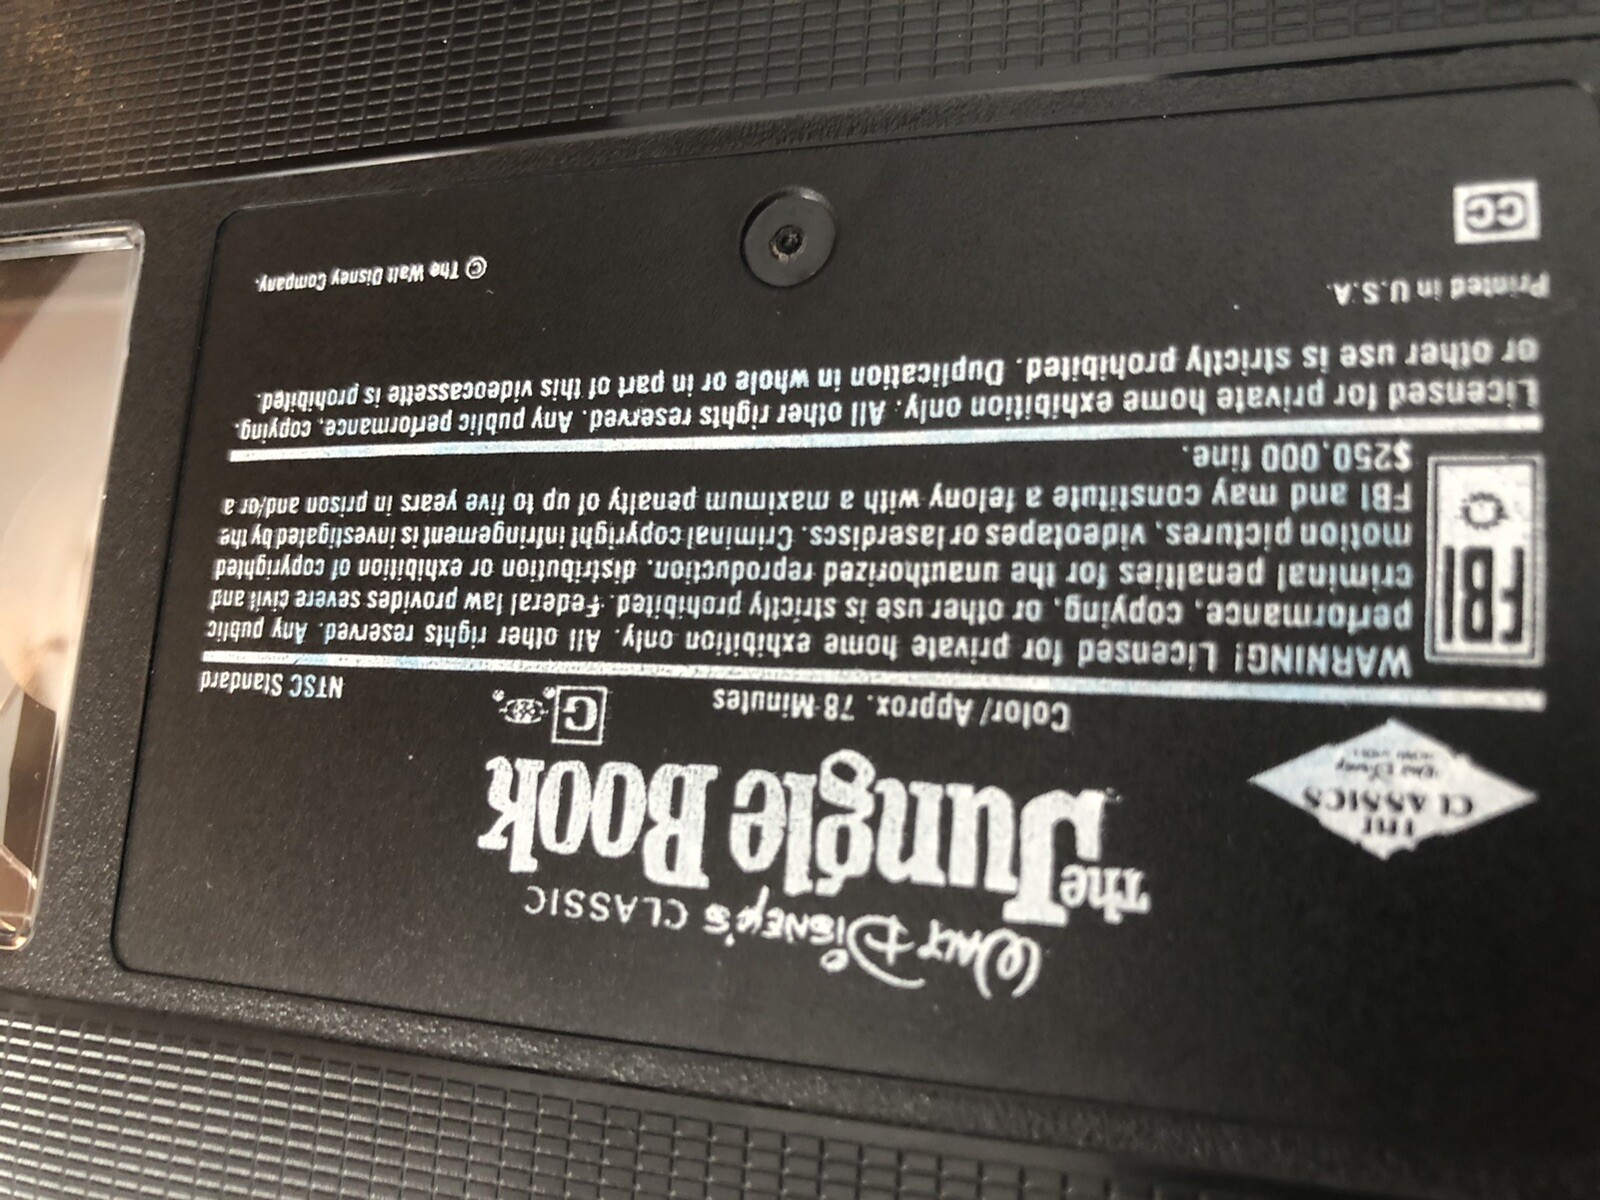 WALT DISNEY'S CLASSIC
The
Jungle Book
THE
CLASSICS
Walt Disney
HOME VIDEO
Color/Approx. 78 Minutes
G
NTSC Standard
FBI
WARNING! Licensed for private home exhibition only. All other rights reserved. Any public
performance, copying, or other use is strictly prohibited. Federal law provides severe civil and
criminal penalties for the unauthorized reproduction, distribution or exhibition of copyrighted
motion pictures, videotapes or laserdiscs. Criminal copyright infringement is investigated by the
FBI and may constitute a felony with a maximum penalty of up to five years in prison and/or a
$250,000 fine.
Licensed for private home exhibition only. All other rights reserved. Any public performance, copying,
or other use is strictly prohibited. Duplication in whole or in part of this videocassette is prohibited.
Printed in U.S.A.
© The Walt Disney Company.
CC